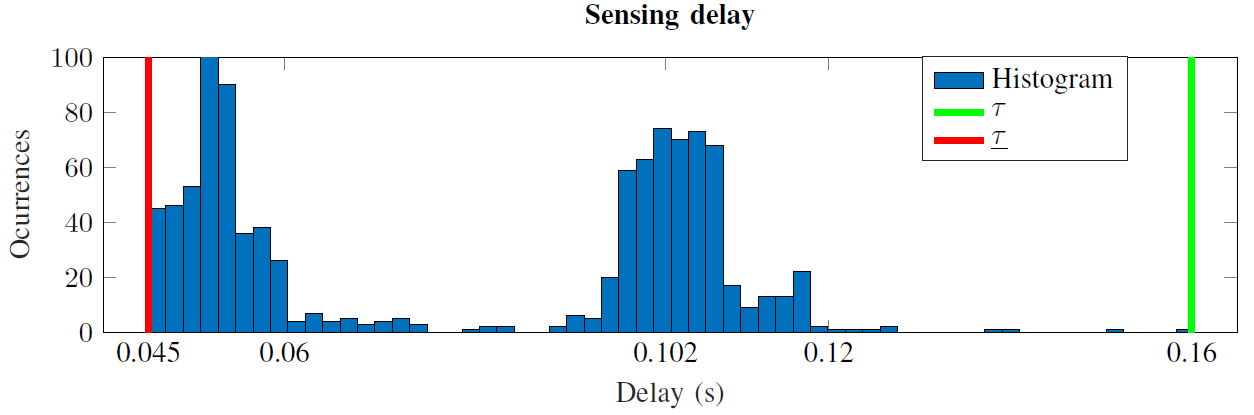 Sensing delay
100
80
60
40
20
0
Ocurrences
0.045 0.06 0.102 0.12 0.16
Delay (s)
Histogram
τ
τ̲